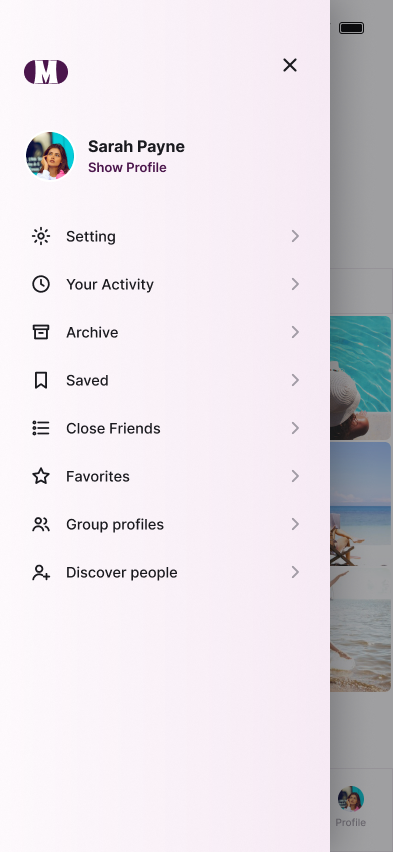 M
Sarah Payne
Show Profile
Setting
Your Activity
Archive
Saved
Close Friends
Favorites
Group profiles
Discover people
Profile